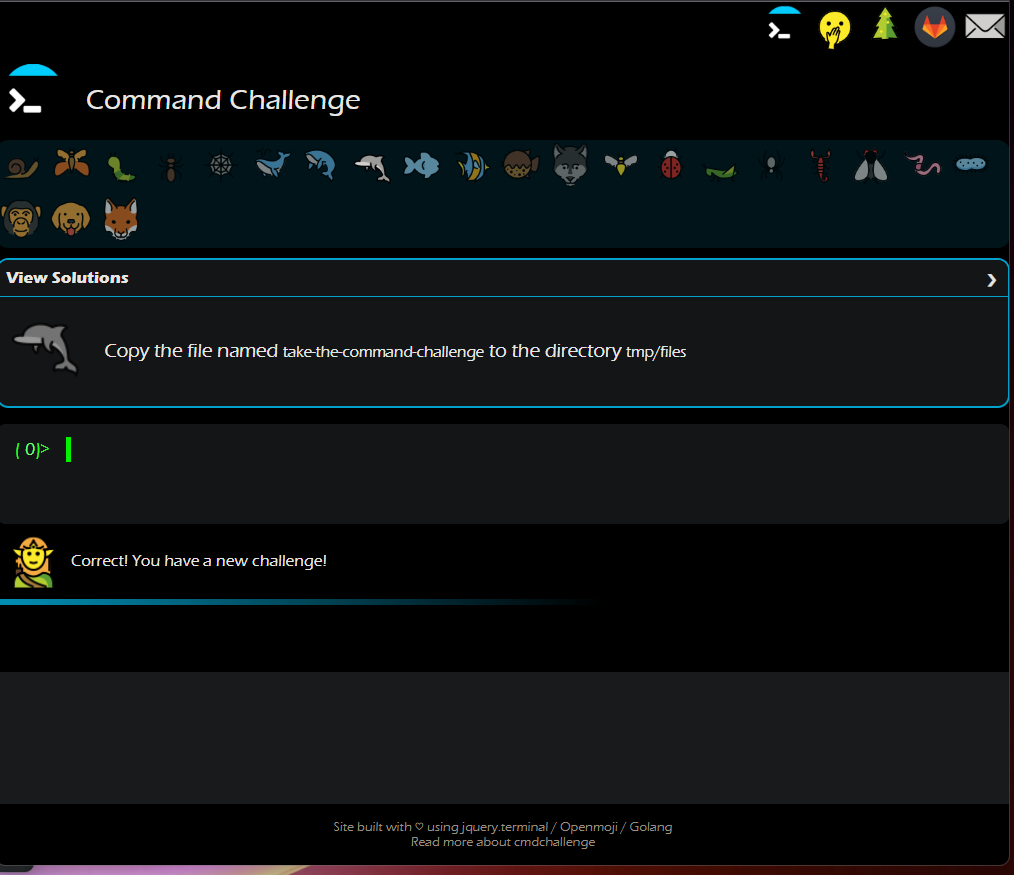 Command Challenge
View Solutions
Copy the file named take-the-command-challenge to the directory tmp/files
( 0)>
Correct! You have a new challenge!
Site built with ♡ using jquery.terminal / Openmoji / Golang
Read more about cmdchallenge